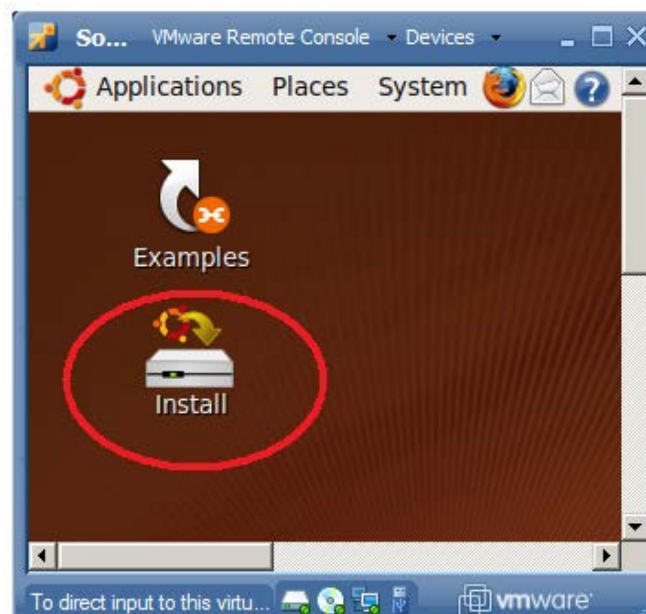 So... VMware Remote Console Devices
Applications Places System
Examples
Install
To direct input to this virtu...
vmware